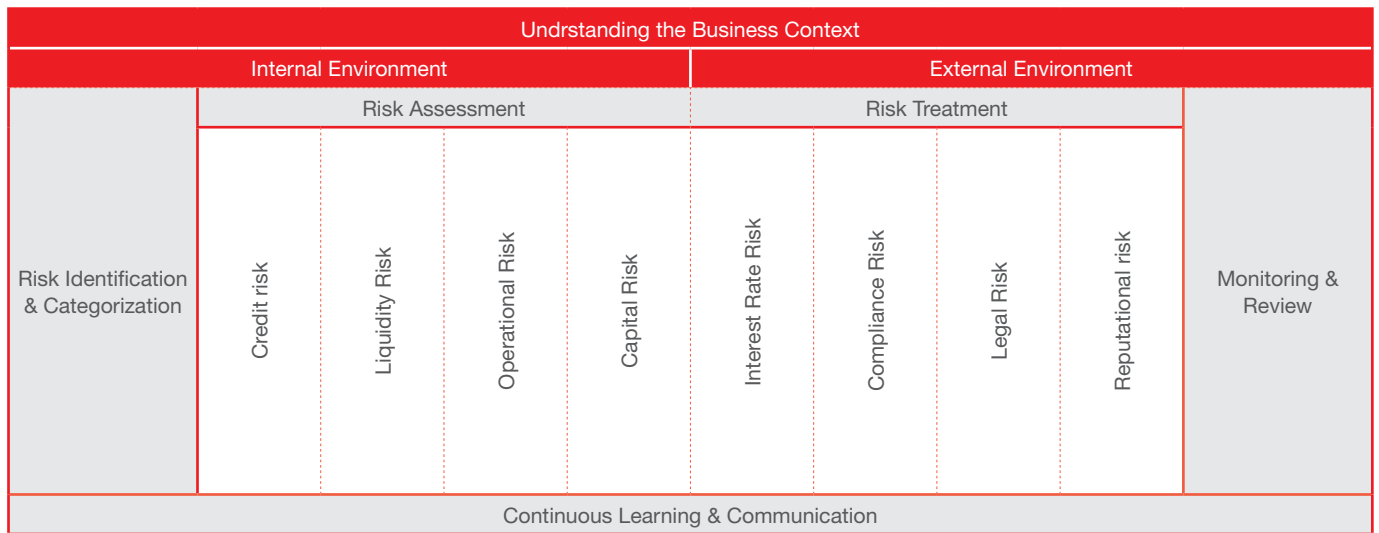 Undrstanding the Business Context
Internal Environment
External Environment
Risk Assessment
Risk Treatment
Risk Identification
& Categorization
Credit risk
Liquidity Risk
Operational Risk
Capital Risk
Interest Rate Risk
Compliance Risk
Legal Risk
Reputational risk
Monitoring &
Review
Continuous Learning & Communication